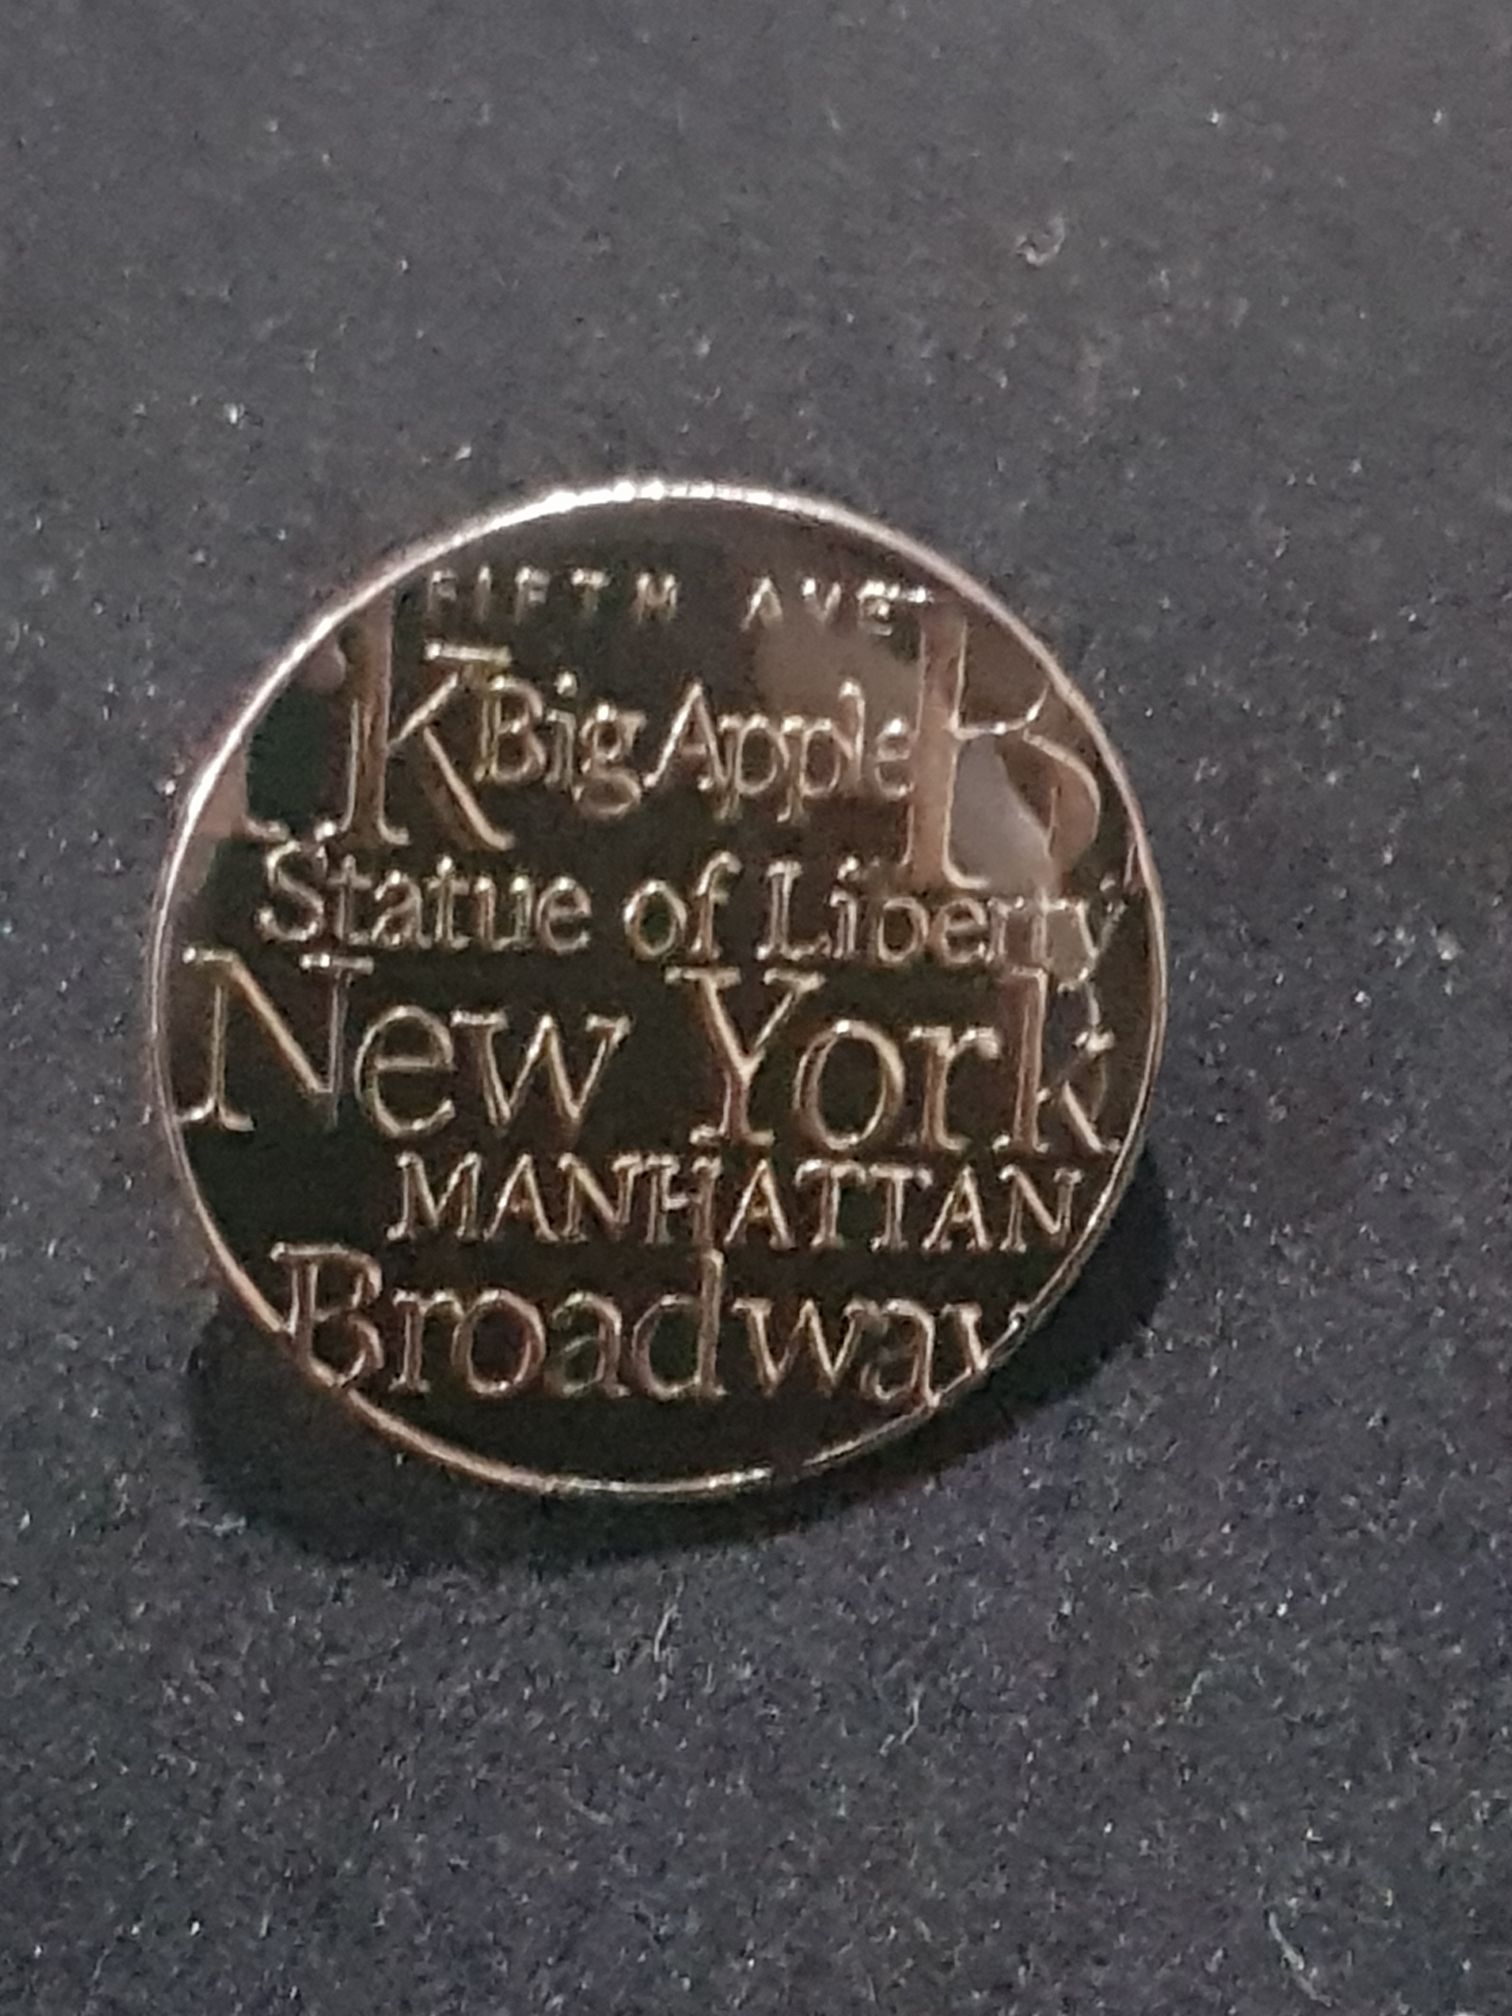 FIFTH AVE
K Big Apple B
Statue of Liberty
New York
MANHATTAN
Broadway